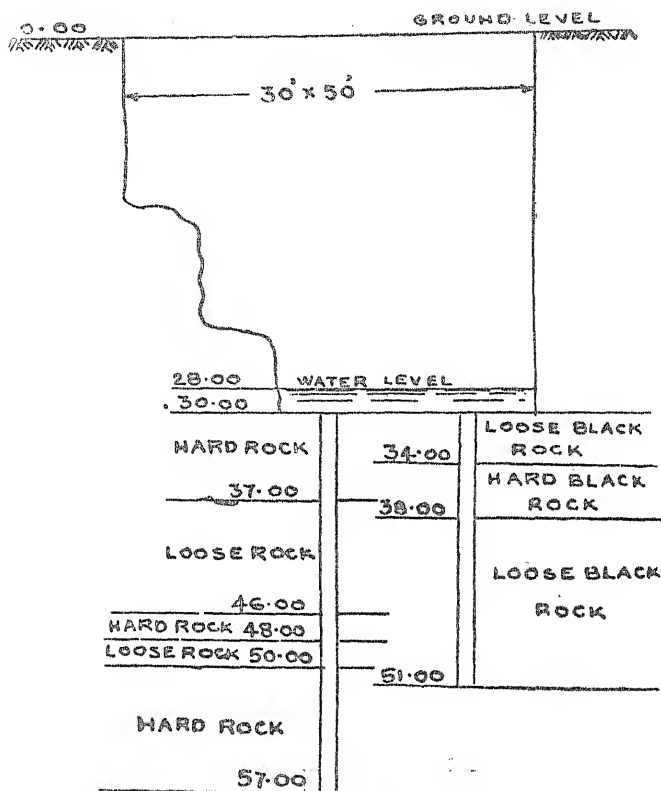 0.00
GROUND LEVEL
30' x 50'
28.00 WATER LEVEL
30.00
HARD ROCK
37.00
LOOSE ROCK
46.00
HARD ROCK 48.00
LOOSE ROCK 50.00
HARD ROCK
57.00
LOOSE BLACK
ROCK
34.00
HARD BLACK
ROCK
38.00
LOOSE BLACK
ROCK
51.00